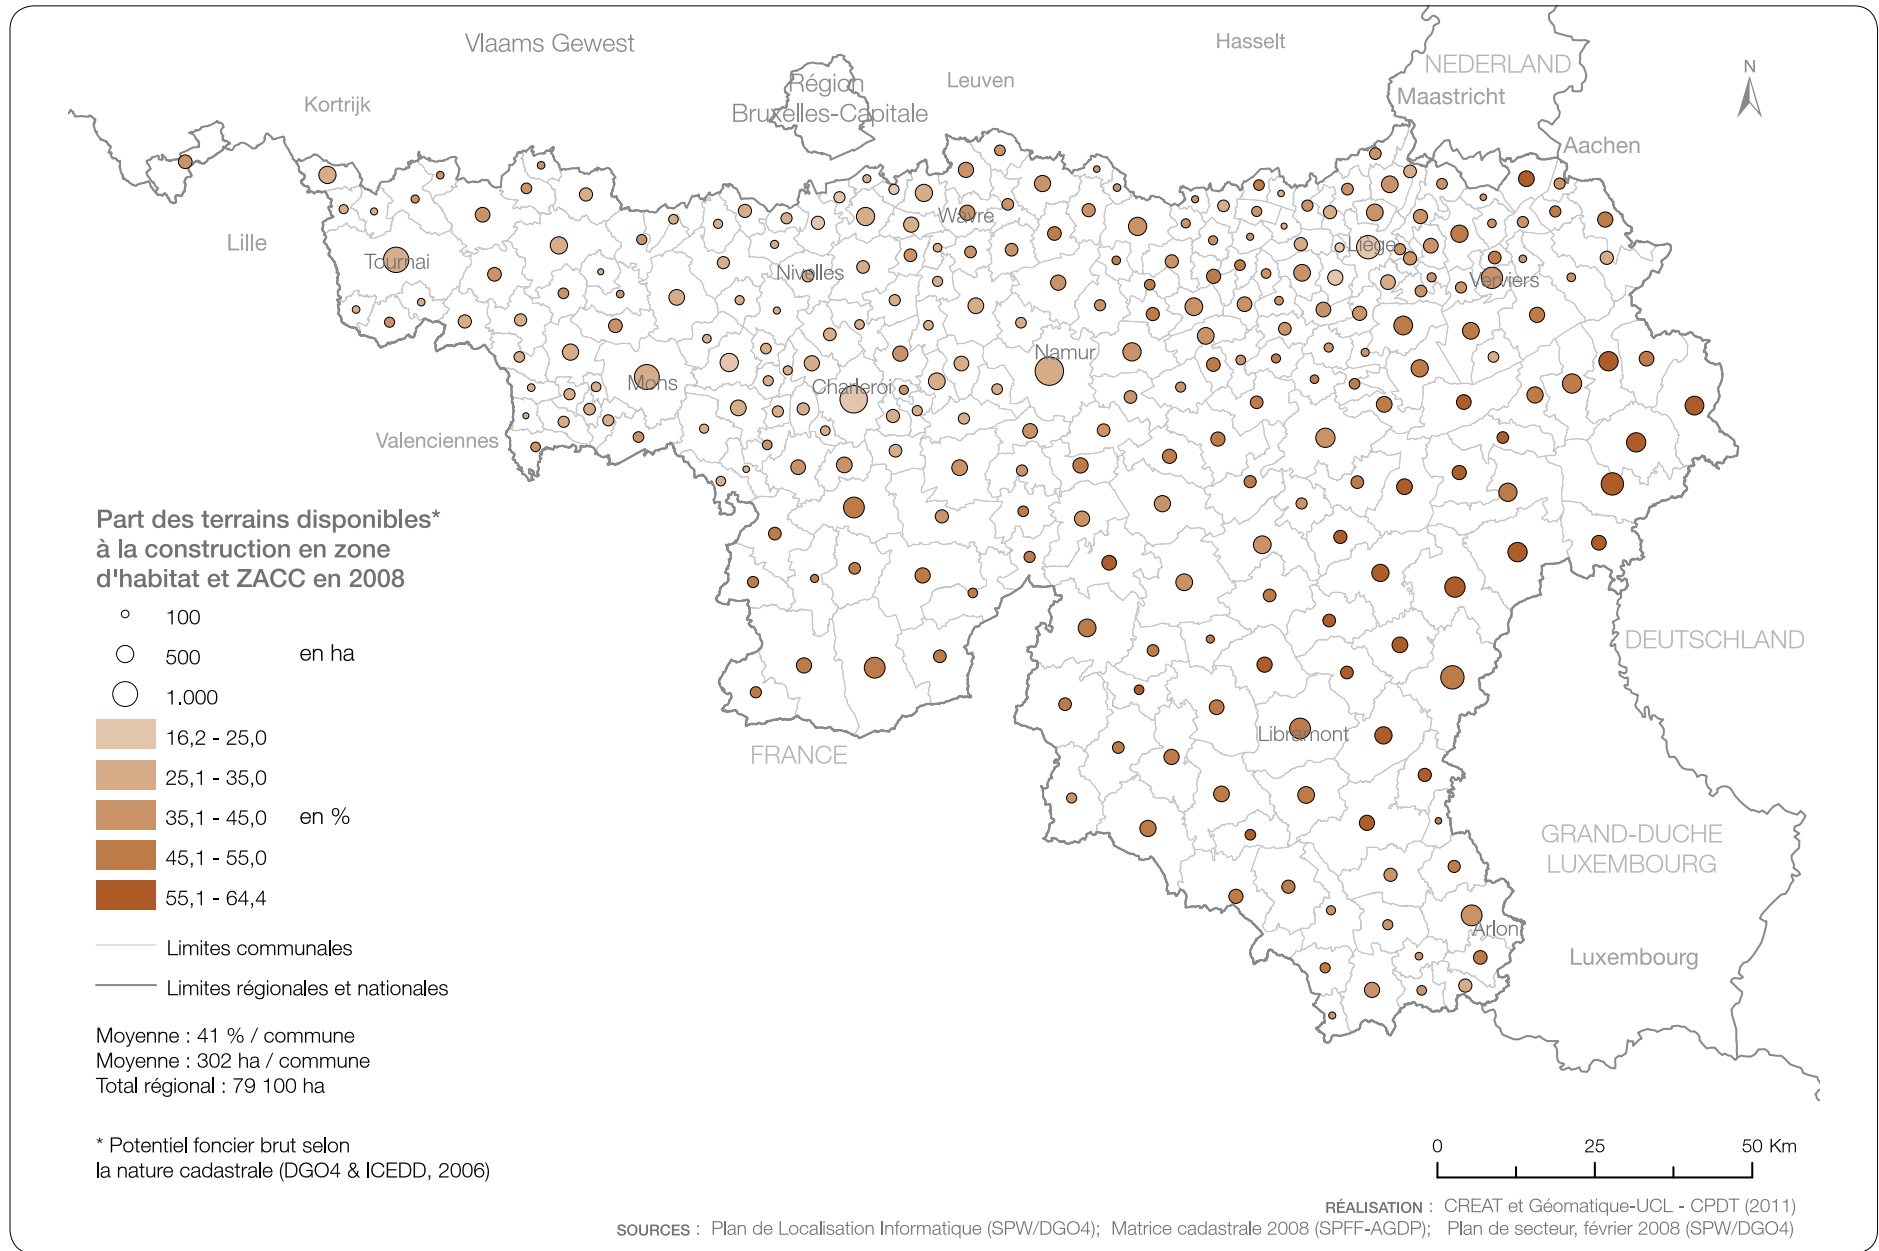 Vlaams Gewest
Hasselt
NEDERLAND
Maastricht
Région
Bruxelles-Capitale
Leuven
Kortrijk
N
Aachen
Lille
Tournai
Wavre
Nivelles
Liège
Verviers
Namur
Mons
Charleroi
Valenciennes
Part des terrains disponibles*
à la construction en zone
d'habitat et ZACC en 2008
100
500 en ha
1.000
16,2 - 25,0
25,1 - 35,0
35,1 - 45,0 en %
45,1 - 55,0
55,1 - 64,4
Limites communales
Limites régionales et nationales
Moyenne : 41 % / commune
Moyenne : 302 ha / commune
Total régional : 79 100 ha
* Potentiel foncier brut selon
la nature cadastrale (DGO4 & ICEDD, 2006)
DEUTSCHLAND
FRANCE
Libramont
GRAND-DUCHE
LUXEMBOURG
Arlon
Luxembourg
0 25 50 Km
RÉALISATION : CREAT et Géomatique-UCL - CPDT (2011)
SOURCES : Plan de Localisation Informatique (SPW/DGO4); Matrice cadastrale 2008 (SPFF-AGDP); Plan de secteur, février 2008 (SPW/DGO4)